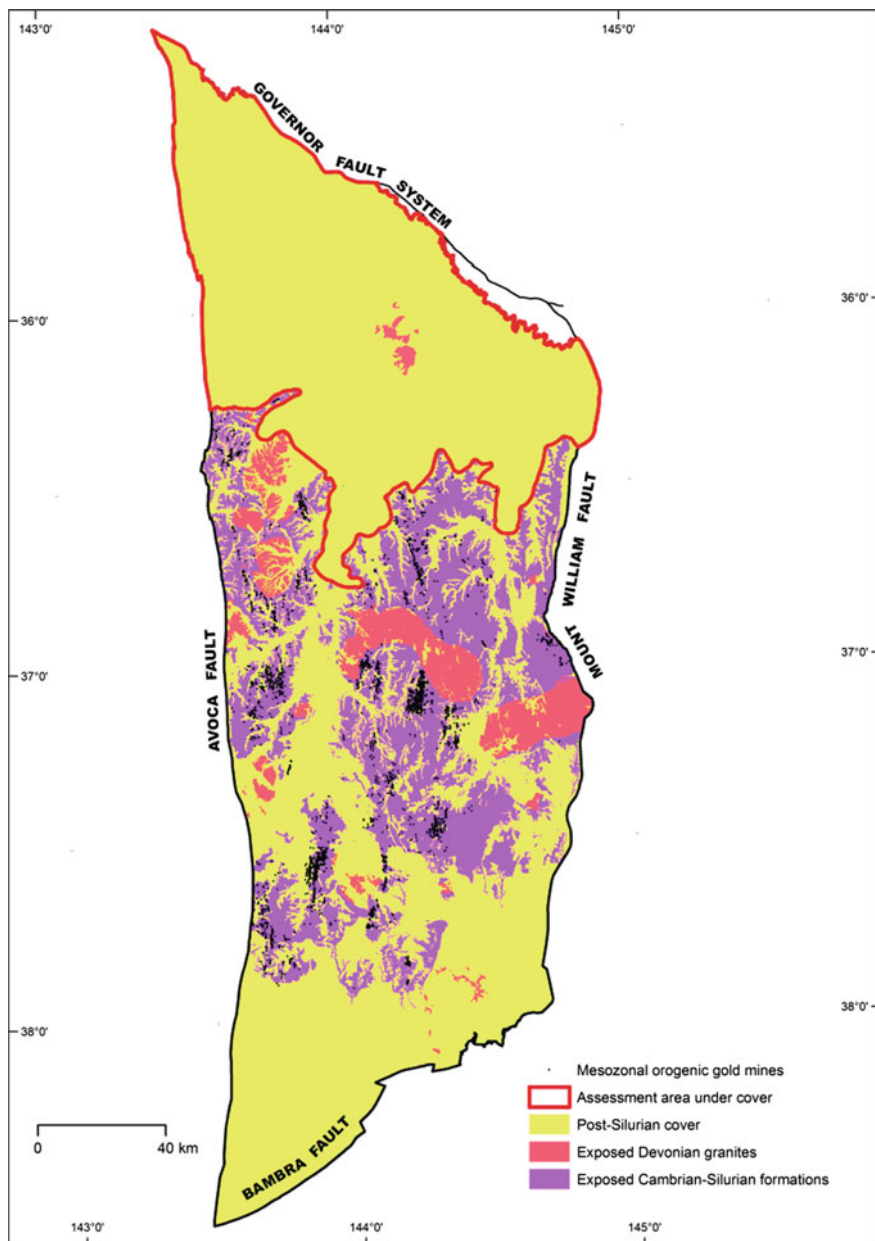 143°0'
144°0'
145°0'
GOVERNOR FAULT SYSTEM
36°0'
36°0'
MOUNT WILLIAM FAULT
AVOCA FAULT
37°0'
37°0'
38°0'
38°0'
BAMBRA FAULT
0 40 km
Mesozonal orogenic gold mines
Assessment area under cover
Post-Silurian cover
Exposed Devonian granites
Exposed Cambrian-Silurian formations
143°0'
144°0'
145°0'